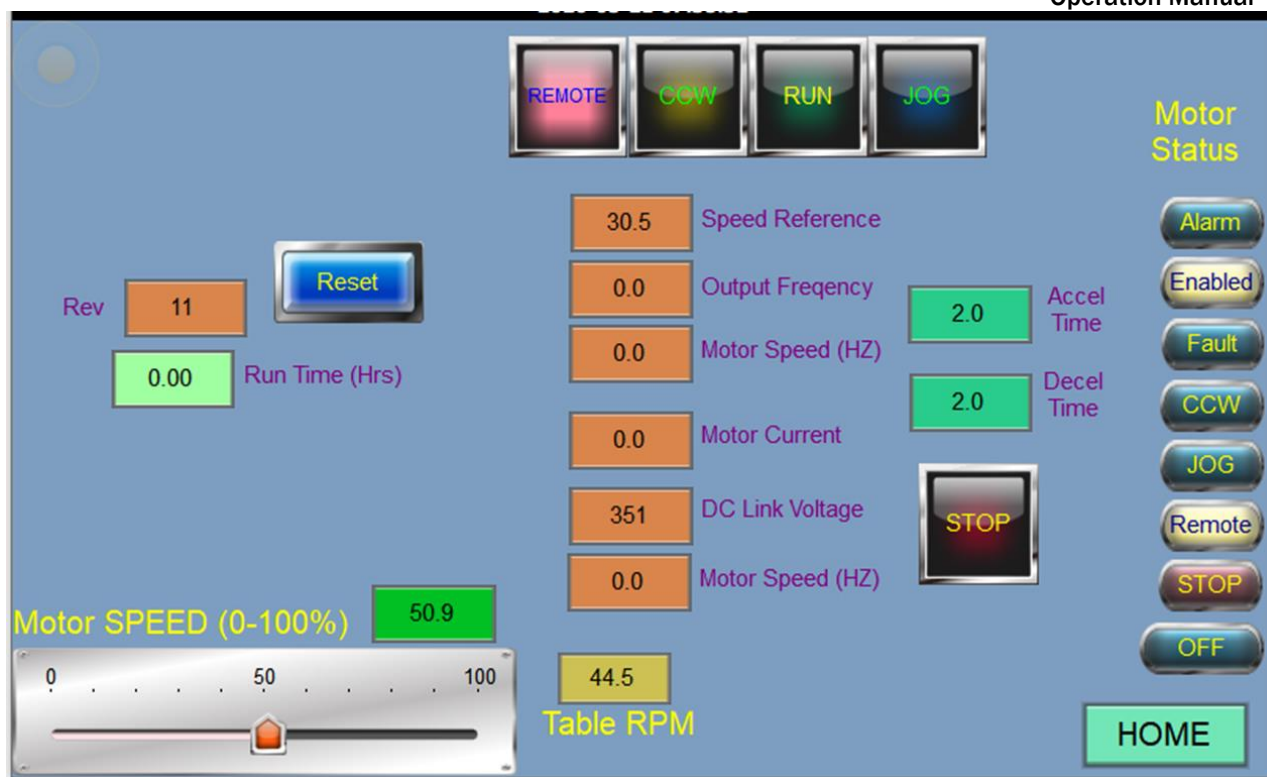 Operation Manual
REMOTE
CCW
RUN
JOG
Motor
Status
30.5
Speed Reference
Alarm
Reset
0.0
Output Freqency
Enabled
Rev
11
2.0
Accel
Time
0.0
Motor Speed (HZ)
Fault
0.00
Run Time (Hrs)
2.0
Decel
Time
CCW
0.0
Motor Current
JOG
351
DC Link Voltage
STOP
Remote
0.0
Motor Speed (HZ)
STOP
Motor SPEED (0-100%)
50.9
OFF
0
50
100
44.5
Table RPM
HOME